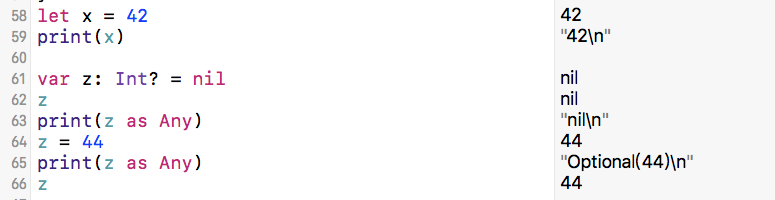 58 let x = 42 42
59 print(x) "42\n"
60
61 var z: Int? = nil nil
62 z nil
63 print(z as Any) "nil\n"
64 z = 44 44
65 print(z as Any) "Optional(44)\n"
66 z 44